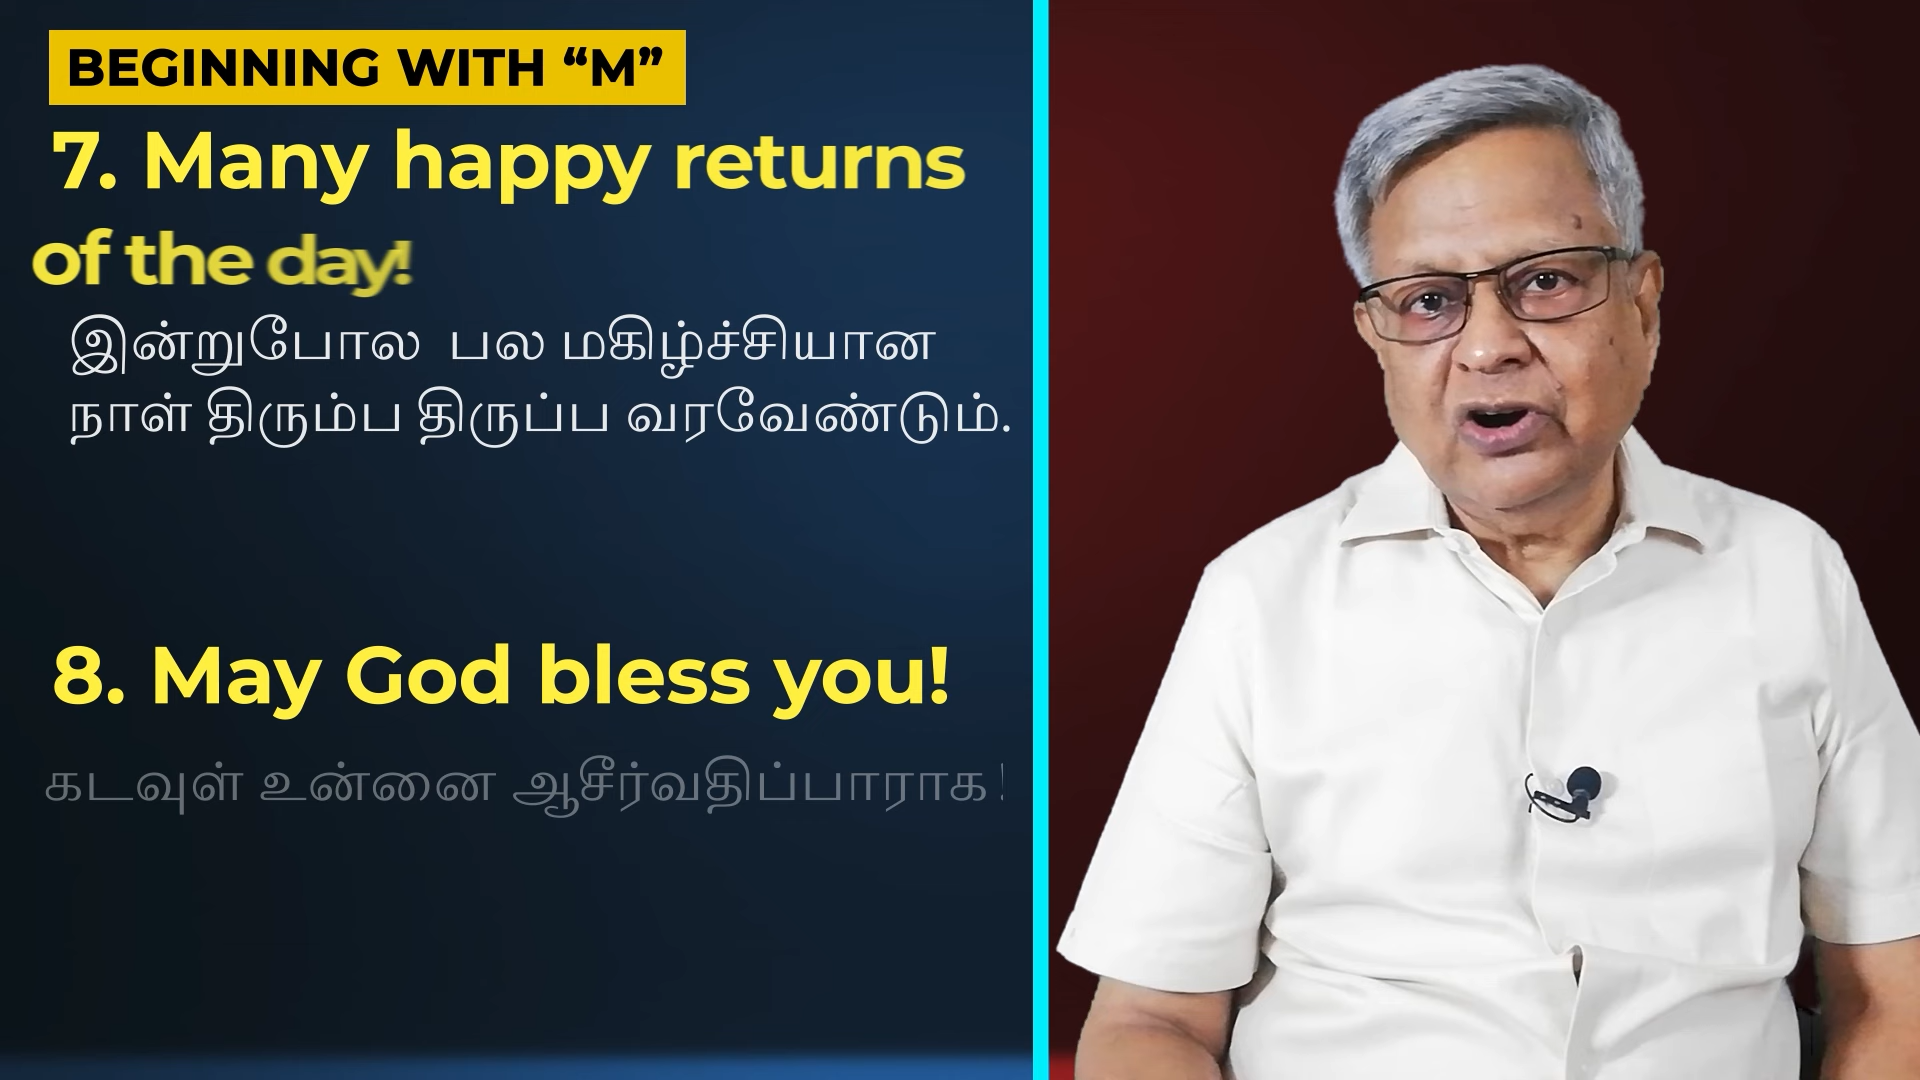 BEGINNING WITH “M”
7. Many happy returns
of the day!
இன்றுபோல பல மகிழ்ச்சியான
நாள் திரும்ப திருப்ப வரவேண்டும்.
8. May God bless you!
கடவுள் உன்னை ஆசீர்வதிப்பாராக!